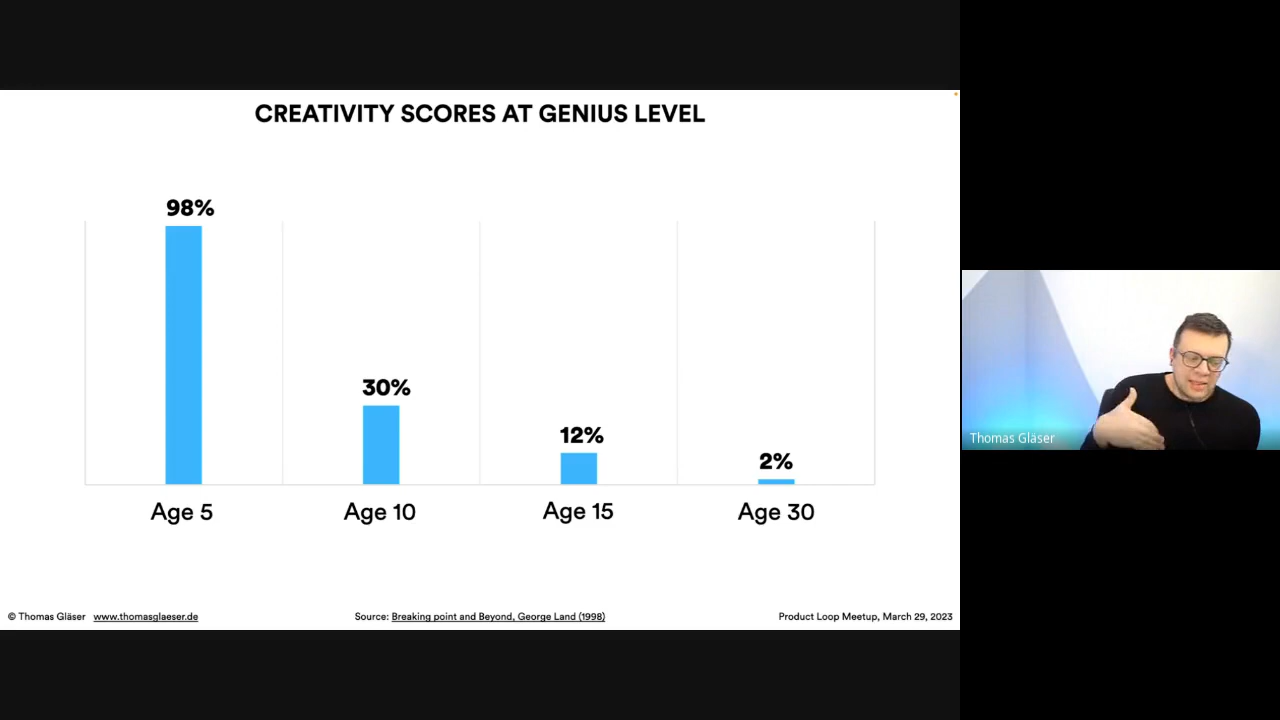 CREATIVITY SCORES AT GENIUS LEVEL
98%
30%
12%
2%
Age 5
Age 10
Age 15
Age 30
© Thomas Gläser www.thomasglaeser.de
Source: Breaking point and Beyond, George Land (1998)
Product Loop Meetup, March 29, 2023
Thomas Gläser